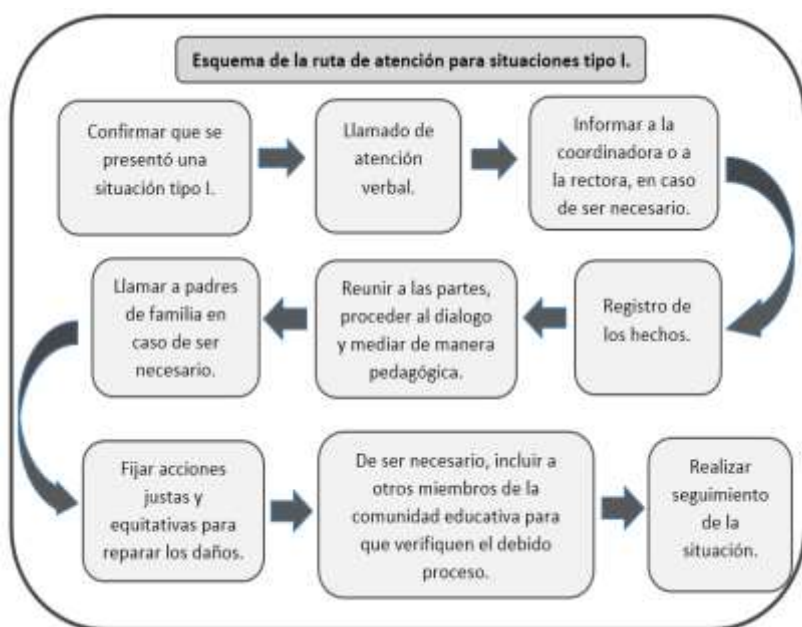 Esquema de la ruta de atención para situaciones tipo I.
Confirmar que se
presentó una
situación tipo I.
Llamado de
atención
verbal.
Informar a la
coordinadora o a
la rectora, en caso
de ser necesario.
Registro de
los hechos.
Reunir a las partes,
proceder al dialogo
y mediar de manera
pedagógica.
Llamar a padres
de familia en
caso de ser
necesario.
Fijar acciones
justas y
equitativas para
reparar los daños.
De ser necesario, incluir a
otros miembros de la
comunidad educativa para
que verifiquen el debido
proceso.
Realizar
seguimiento
de la
situación.